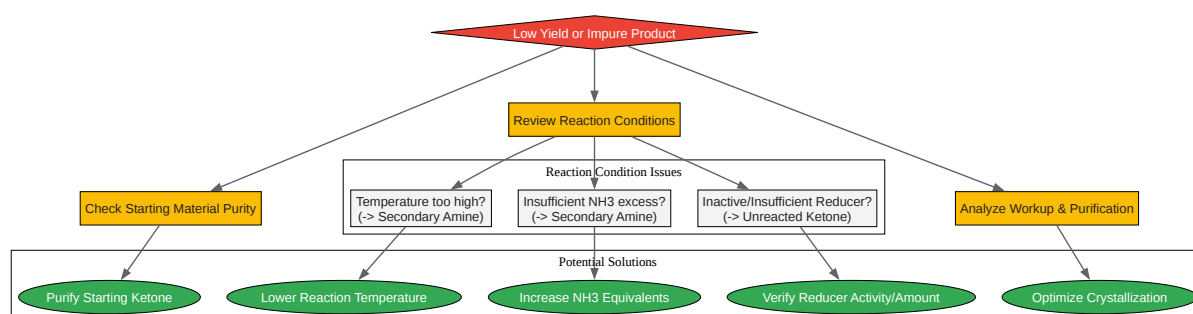 Low Yield or Impure Product
Review Reaction Conditions
Reaction Condition Issues
Check Starting Material Purity
Temperature too high?
(-> Secondary Amine)
Insufficient NH3 excess?
(-> Secondary Amine)
Inactive/Insufficient Reducer?
(-> Unreacted Ketone)
Analyze Workup & Purification
Potential Solutions
Purify Starting Ketone
Lower Reaction Temperature
Increase NH3 Equivalents
Verify Reducer Activity/Amount
Optimize Crystallization